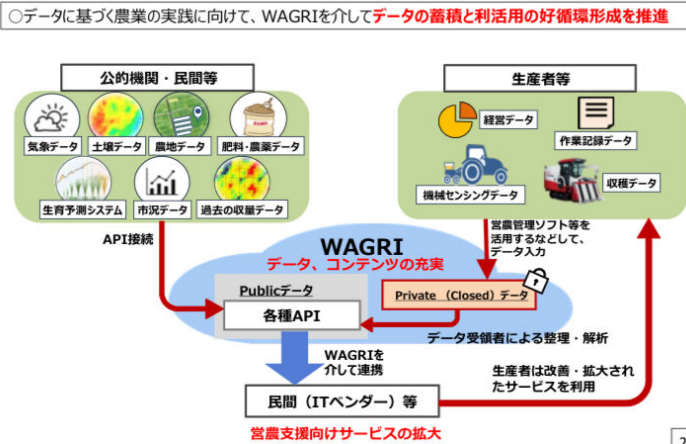 ○データに基づく農業の実践に向けて、WAGRIを介してデータの蓄積と利活用の好循環形成を推進
公的機関・民間等
気象データ
土壌データ
農地データ
肥料・農薬データ
生育予測システム
市況データ
過去の収量データ
生産者等
経営データ
作業記録データ
機械センシングデータ
収穫データ
API接続
営農管理ソフト等を
活用するなどして、
データ入力
WAGRI
データ、コンテンツの充実
Publicデータ
各種API
Private （Closed）データ
データ受領者による整理・解析
WAGRIを
介して連携
生産者は改善・拡大され
たサービスを利用
民間（ITベンダー）等
営農支援向けサービスの拡大
2